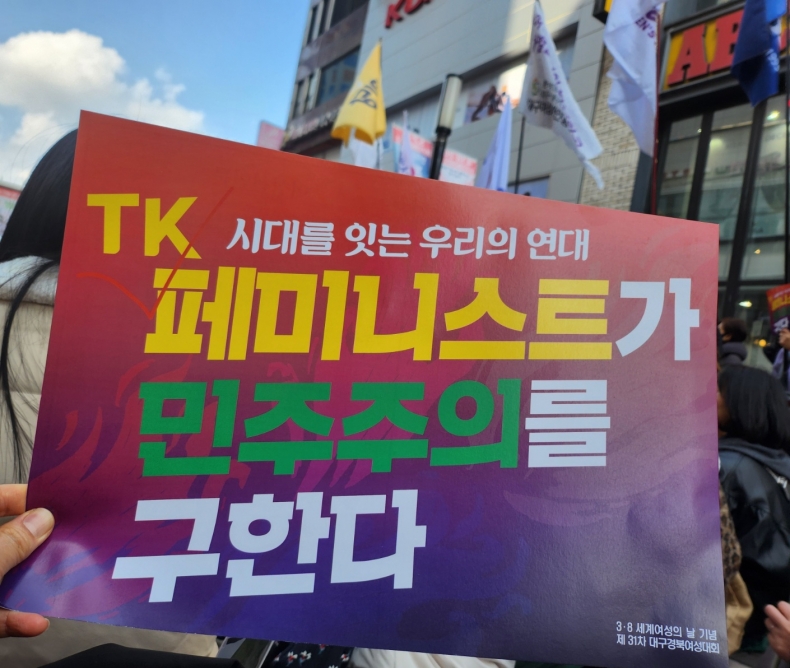 TK
시대를 잇는 우리의 연대
페미니스트가
민주주의를
구한다
3·8 세계여성의 날 기념
제31차 대구경북여성대회